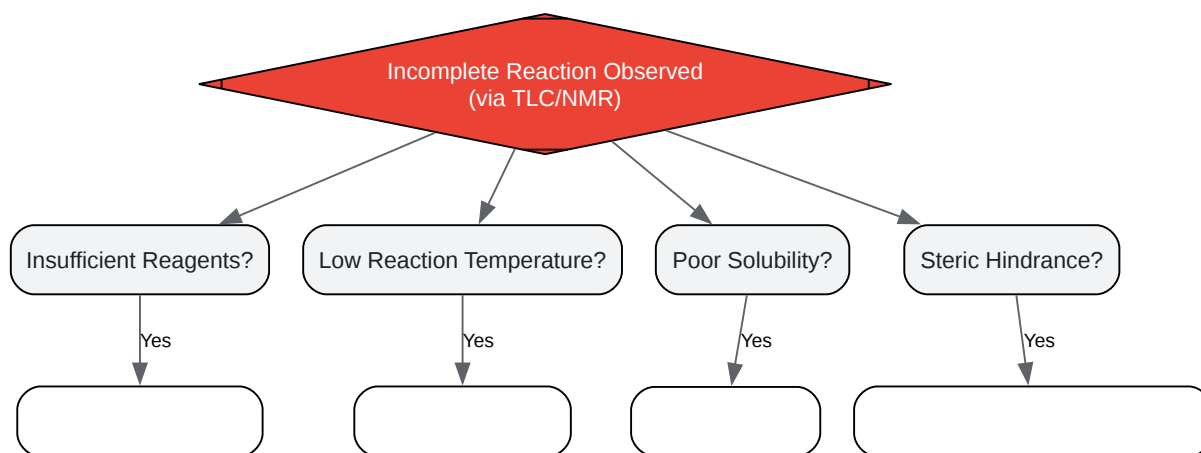 Incomplete Reaction Observed
(via TLC/NMR)
Insufficient Reagents?
Low Reaction Temperature?
Poor Solubility?
Steric Hindrance?
Yes
Yes
Yes
Yes